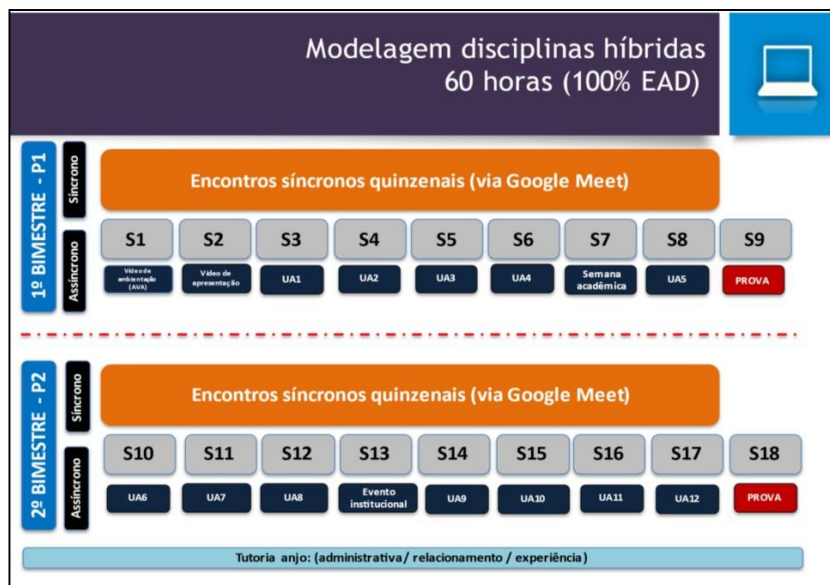 Modelagem disciplinas híbridas
60 horas (100% EAD)
1º BIMESTRE - P1
Síncrono
Encontros síncronos quinzenais (via Google Meet)
Assíncrono
S1 S2 S3 S4 S5 S6 S7 S8 S9
Vídeo de
ambientação
(AVA)
Vídeo de
apresentação
UA1 UA2 UA3 UA4
Semana
acadêmica
UA5 PROVA
2º BIMESTRE - P2
Síncrono
Encontros síncronos quinzenais (via Google Meet)
Assíncrono
S10 S11 S12 S13 S14 S15 S16 S17 S18
UA6 UA7 UA8
Evento
institucional
UA9 UA10 UA11 UA12 PROVA
Tutoria anjo: (administrativa/ relacionamento / experiência)